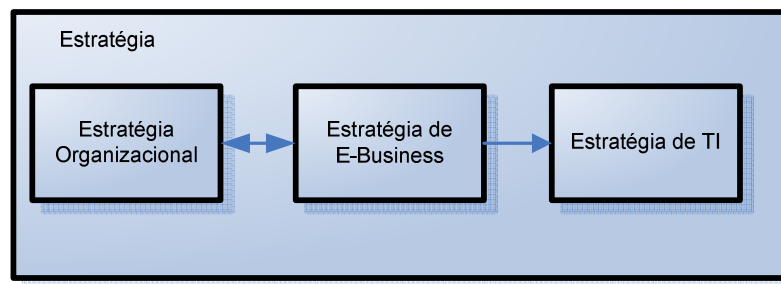 Estratégia
Estratégia
Organizacional
Estratégia de
E-Business
Estratégia de TI